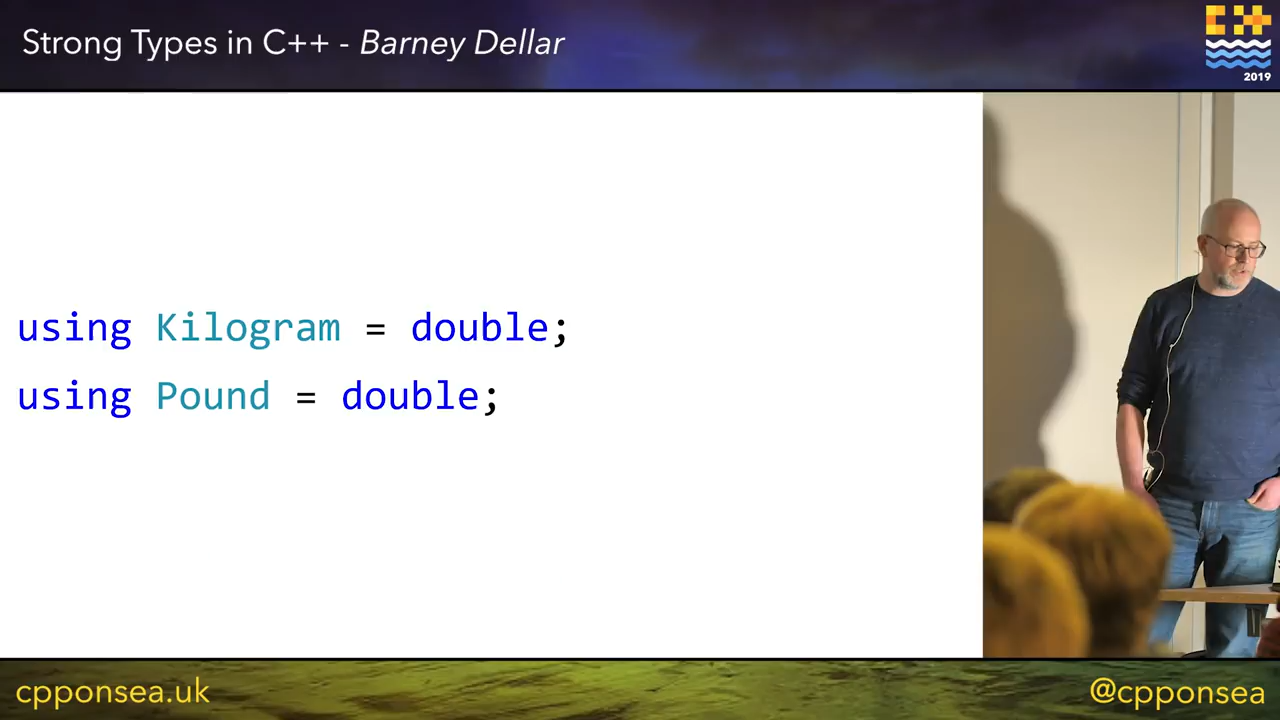 Strong Types in C++ - Barney Dellar
2019
using Kilogram = double;
using Pound = double;
cpponsea.uk
@cpponsea